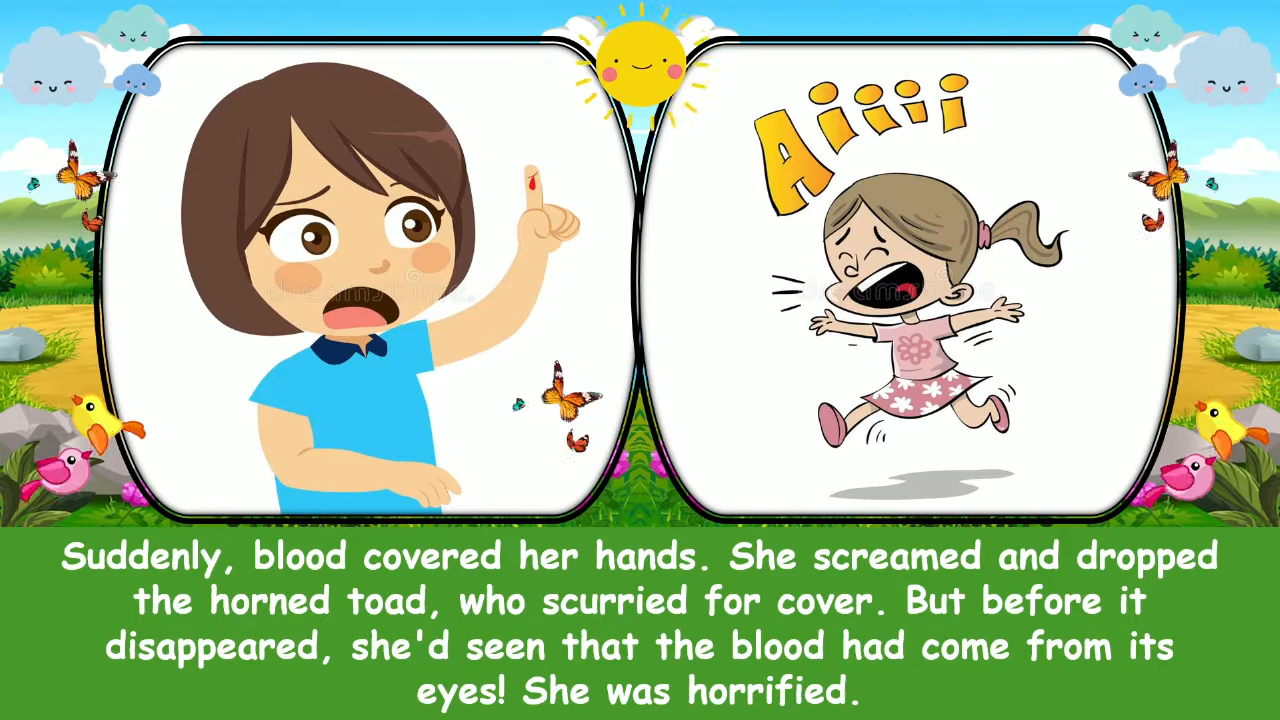 Aiiii
Suddenly, blood covered her hands. She screamed and dropped
the horned toad, who scurried for cover. But before it
disappeared, she'd seen that the blood had come from its
eyes! She was horrified.